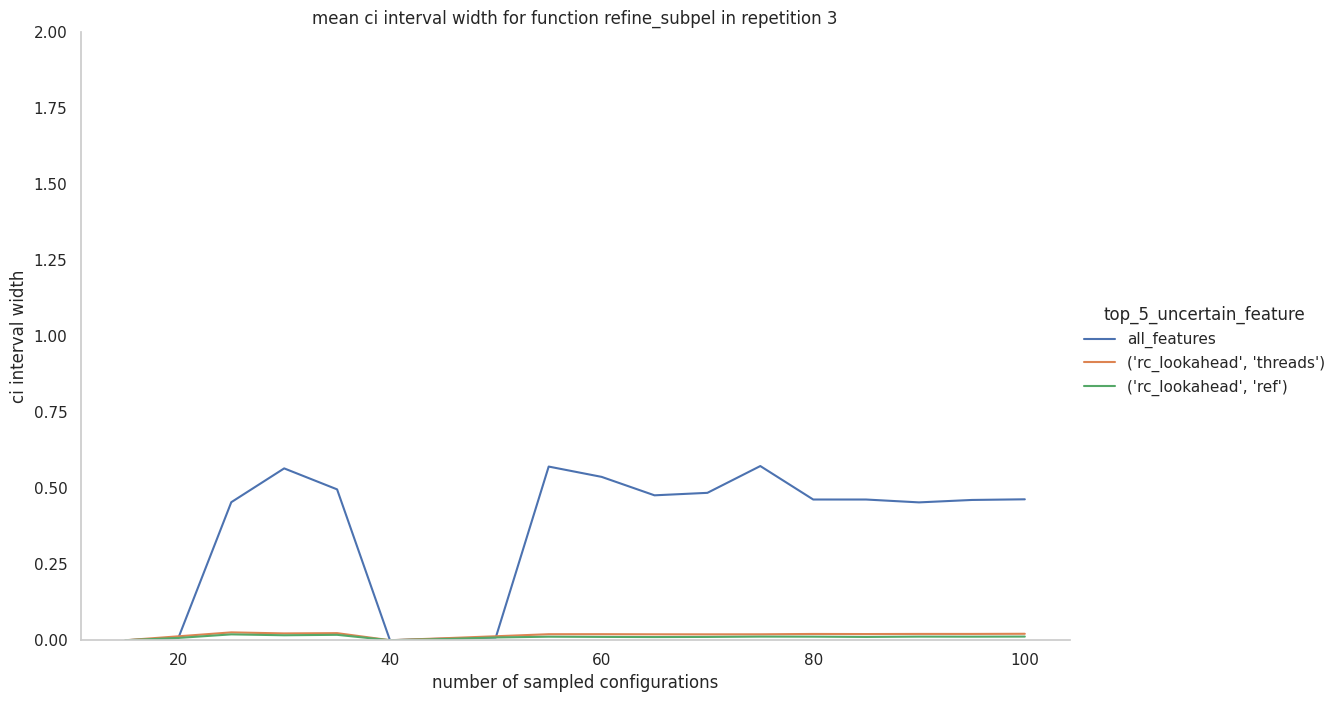 mean ci interval width for function refine_subpel in repetition 3
2.00
1.75
1.50
1.25
1.00
0.75
0.50
0.25
0.00
ci interval width
20
40
60
80
100
number of sampled configurations
top_5_uncertain_feature
all_features
('rc_lookahead', 'threads')
('rc_lookahead', 'ref')